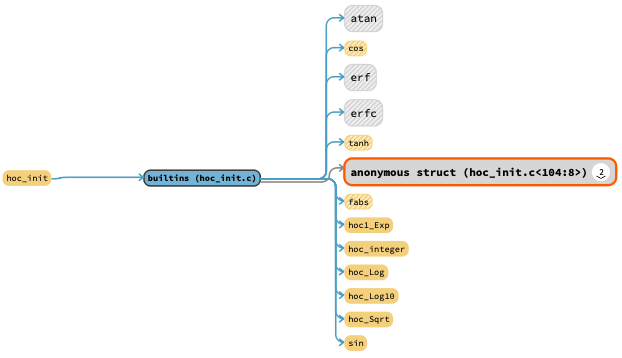 atan
cos
erf
erfc
tanh
hoc_init
builtins (hoc_init.c)
anonymous struct (hoc_init.c<104:8>)
2
fabs
hoc1_Exp
hoc_integer
hoc_Log
hoc_Log10
hoc_Sqrt
sin